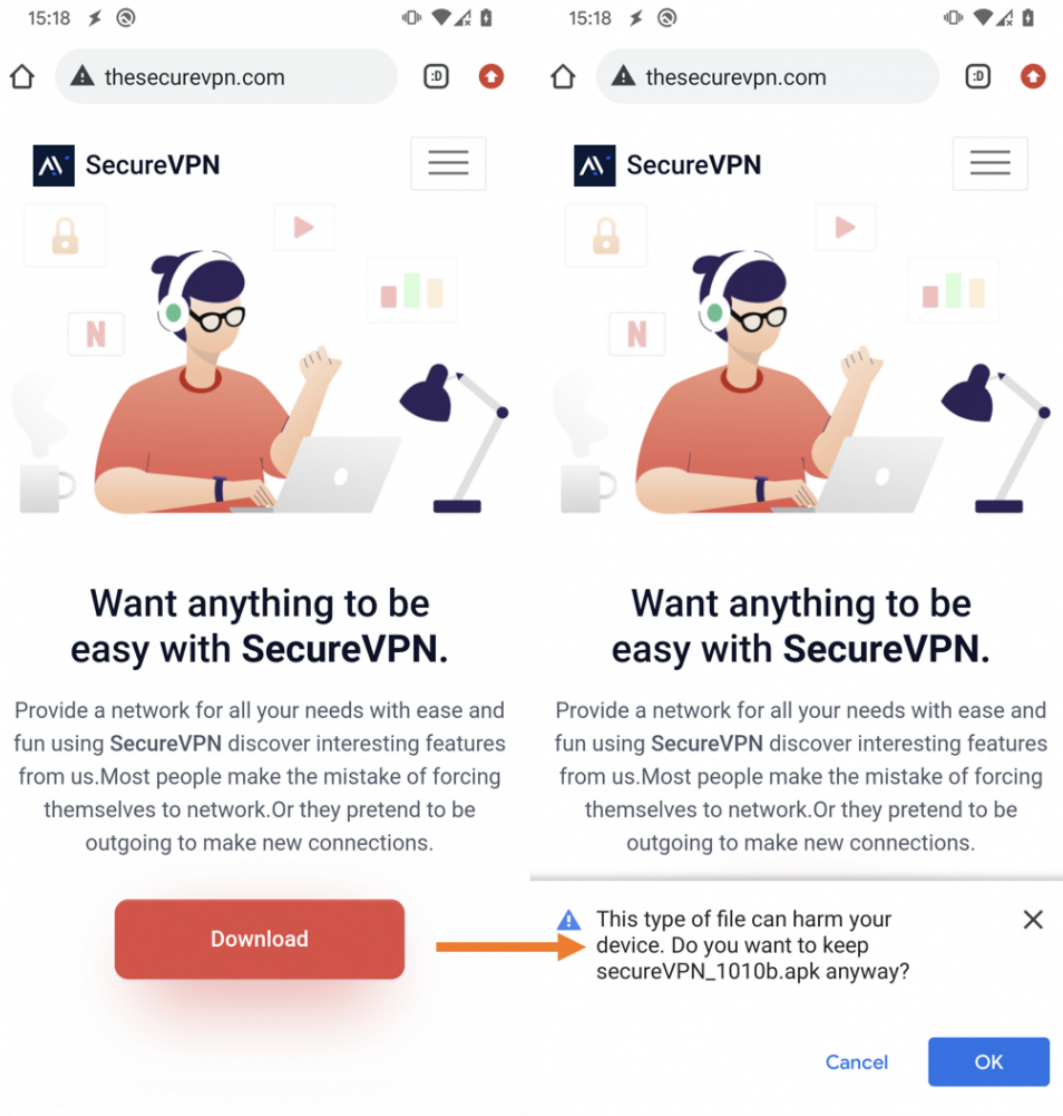 15:18
thesecurevpn.com
:D
SecureVPN
N
Want anything to be
easy with SecureVPN.
Provide a network for all your needs with ease and
fun using SecureVPN discover interesting features
from us.Most people make the mistake of forcing
themselves to network.Or they pretend to be
outgoing to make new connections.
Download
15:18
thesecurevpn.com
:D
SecureVPN
N
Want anything to be
easy with SecureVPN.
Provide a network for all your needs with ease and
fun using SecureVPN discover interesting features
from us.Most people make the mistake of forcing
themselves to network.Or they pretend to be
outgoing to make new connections.
This type of file can harm your
device. Do you want to keep
secureVPN_1010b.apk anyway?
Cancel
OK